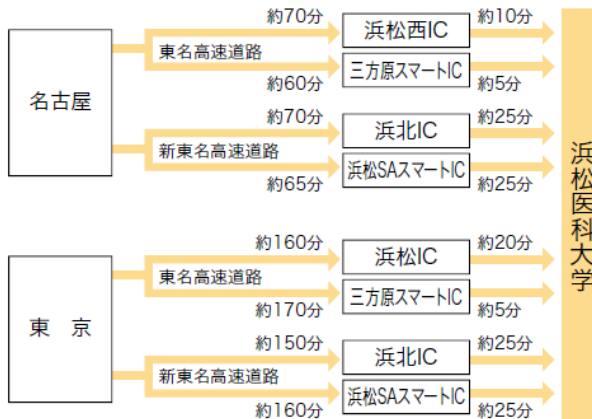 名古屋
東名高速道路
約70分
浜松西IC
約10分
約60分
三方原スマートIC
約5分
新東名高速道路
約70分
浜北IC
約25分
約65分
浜松SAスマートIC
約25分
東　京
東名高速道路
約160分
浜松IC
約20分
約170分
三方原スマートIC
約5分
新東名高速道路
約150分
浜北IC
約25分
約160分
浜松SAスマートIC
約25分
浜松医科大学